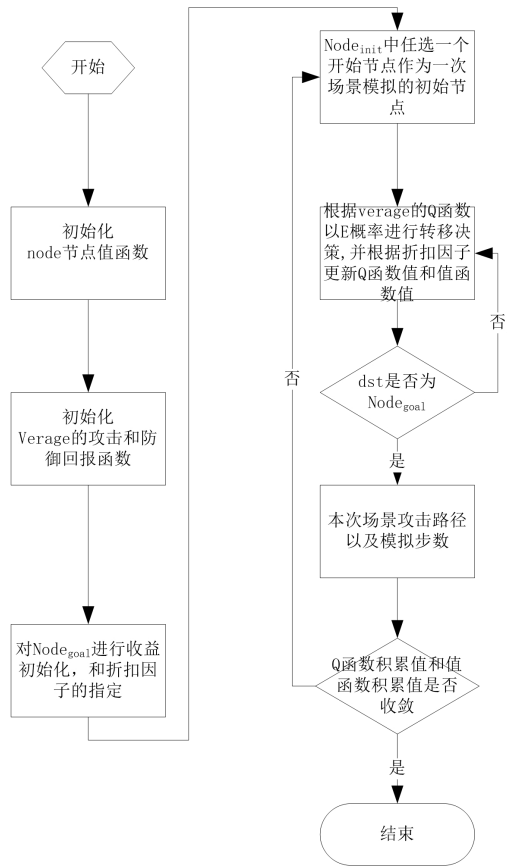 开始
初始化
node节点值函数
初始化
Verage的攻击和防
御回报函数
对Node_goal进行收益
初始化，和折扣因
子的指定
Node_init中任选一个
开始节点作为一次
场景模拟的初始节
点
根据verage的Q函数
以E概率进行转移决
策,并根据折扣因子
更新Q函数值和值函
数值
否
dst是否为
Node_goal
是
本次场景攻击路径
以及模拟步数
Q函数积累值和值
函数积累值是否
收敛
否
是
结束